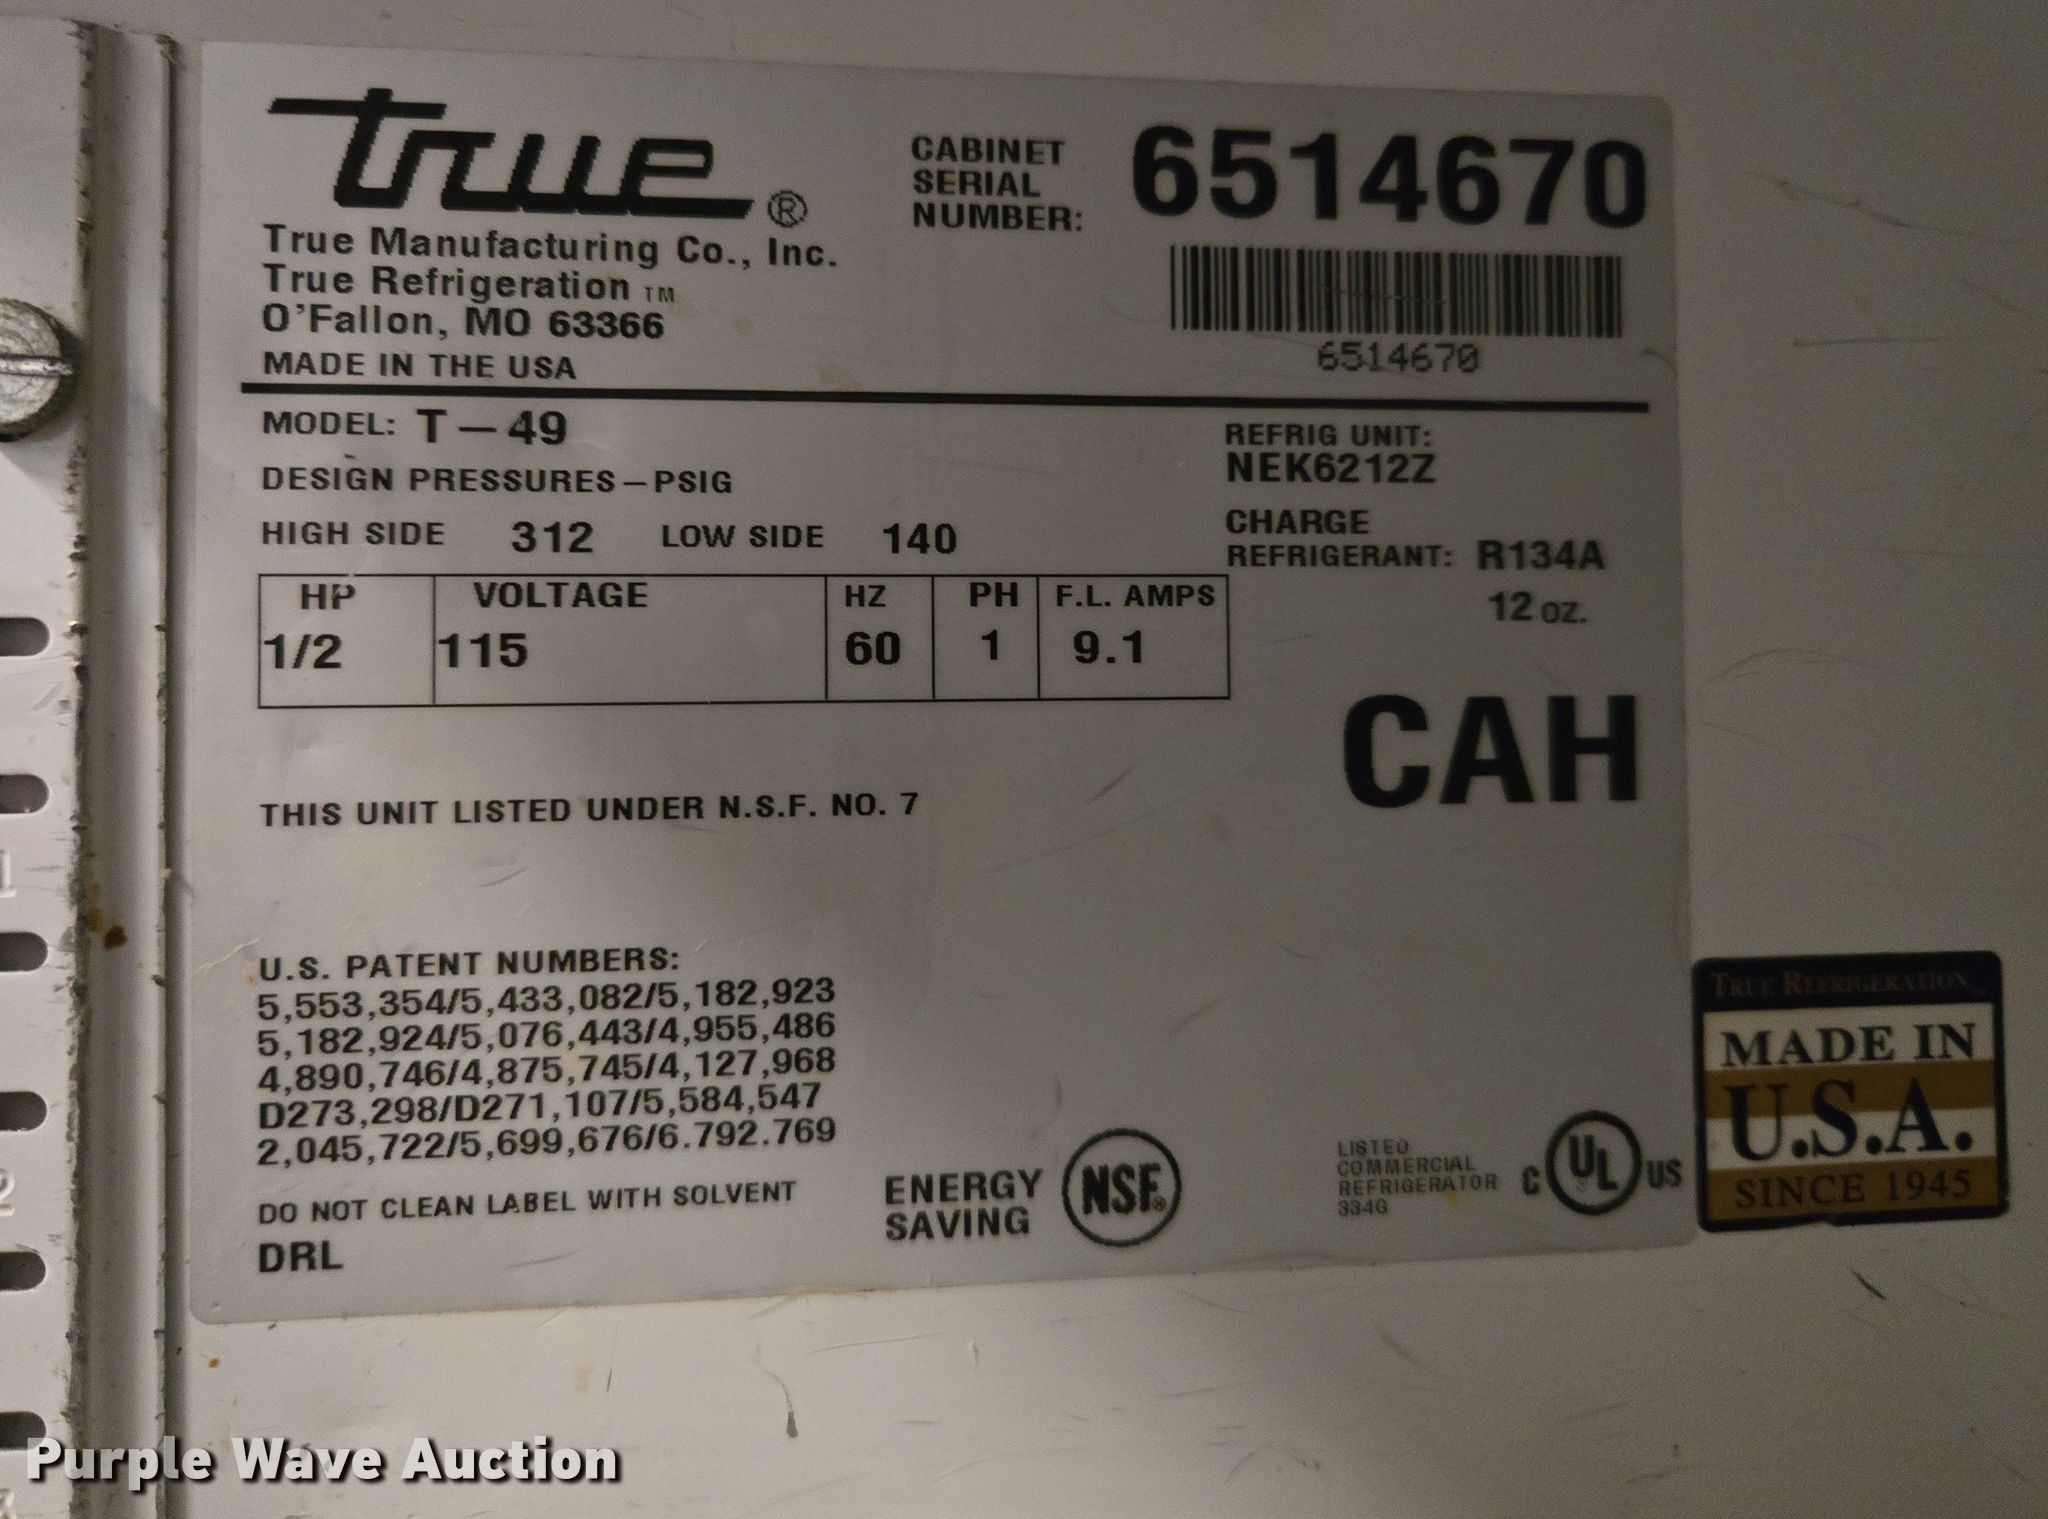 true®
True Manufacturing Co., Inc.
True Refrigeration TM
O'Fallon, MO 63366
MADE IN THE USA
CABINET
SERIAL
NUMBER:
6514670
6514670
MODEL: T-49
DESIGN PRESSURES-PSIG
HIGH SIDE 312 LOW SIDE 140
REFRIG UNIT:
NEK6212Z
CHARGE
REFRIGERANT: R134A
12 oz.
HP VOLTAGE HZ PH F.L. AMPS
1/2 115 60 1 9.1
CAH
THIS UNIT LISTED UNDER N.S.F. NO. 7
U.S. PATENT NUMBERS:
5,553,354/5,433,082/5,182,923
5,182,924/5,076,443/4,955,486
4,890,746/4,875,745/4,127,968
D273,298/D271,107/5,584,547
2,045,722/5,699,676/6.792.769
DO NOT CLEAN LABEL WITH SOLVENT
DRL
ENERGY
SAVING
NSF®
LISTED
COMMERCIAL
REFRIGERATOR
334G
C UL US
TRUE REFRIGERATION
MADE IN
U.S.A.
SINCE 1945
1
2
3
Purple Wave Auction